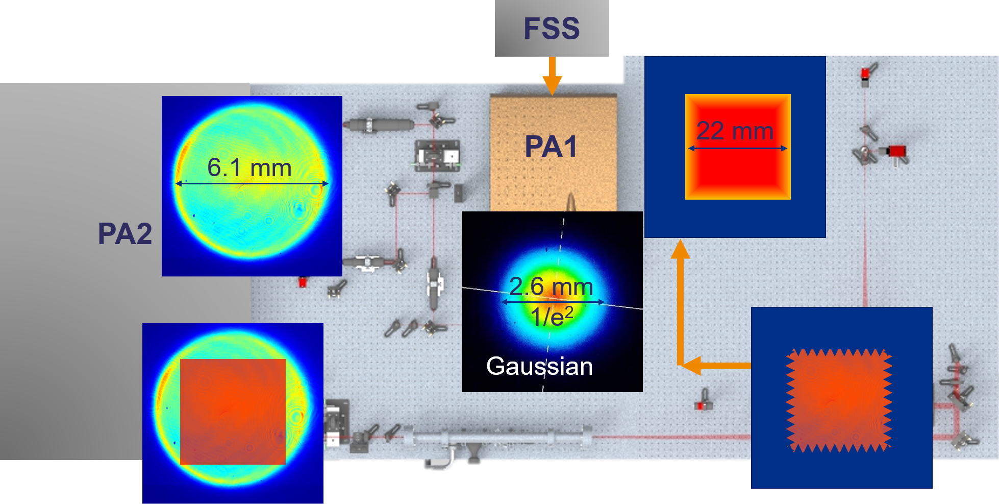 FSS
PA1
22 mm
6.1 mm
PA2
2.6 mm
1/e²
Gaussian